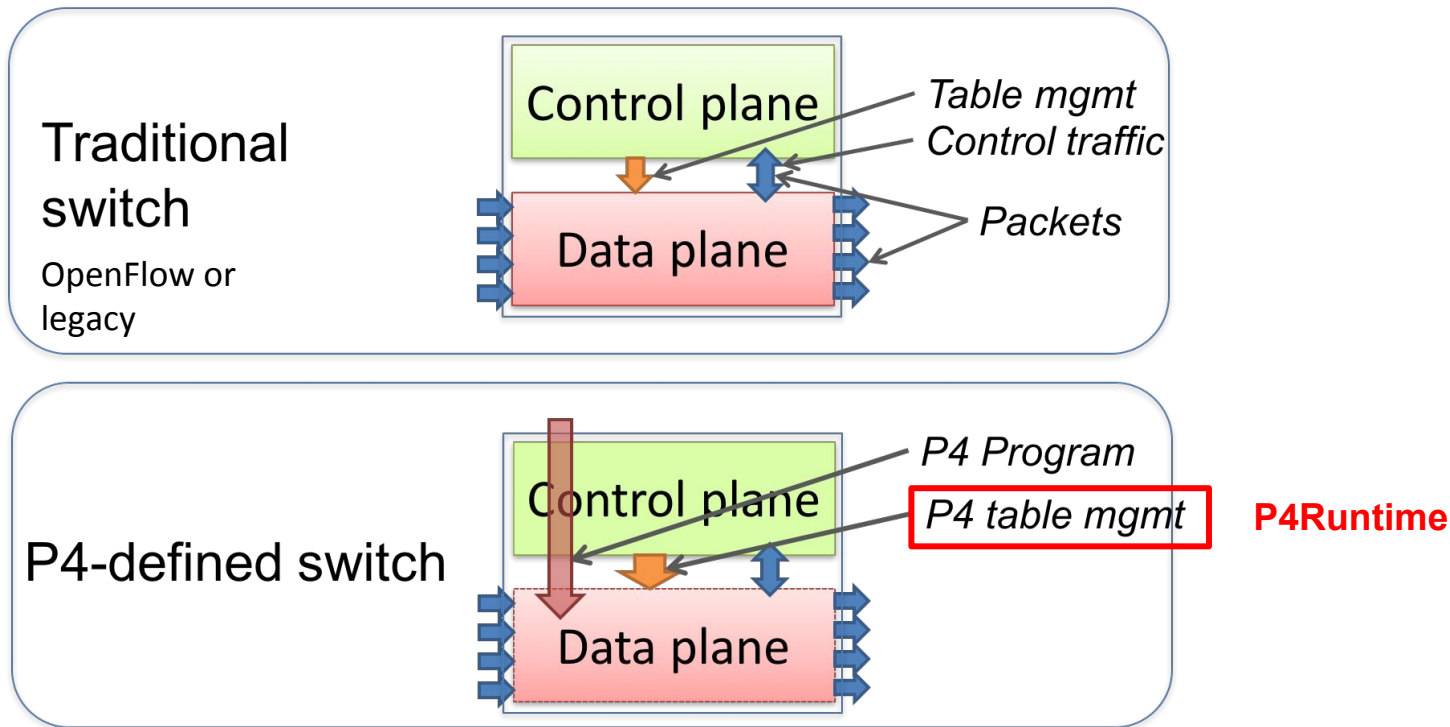 Traditional
switch
OpenFlow or
legacy
Control plane
Data plane
Table mgmt
Control traffic
Packets
P4-defined switch
Control plane
Data plane
P4 Program
P4 table mgmt
P4Runtime